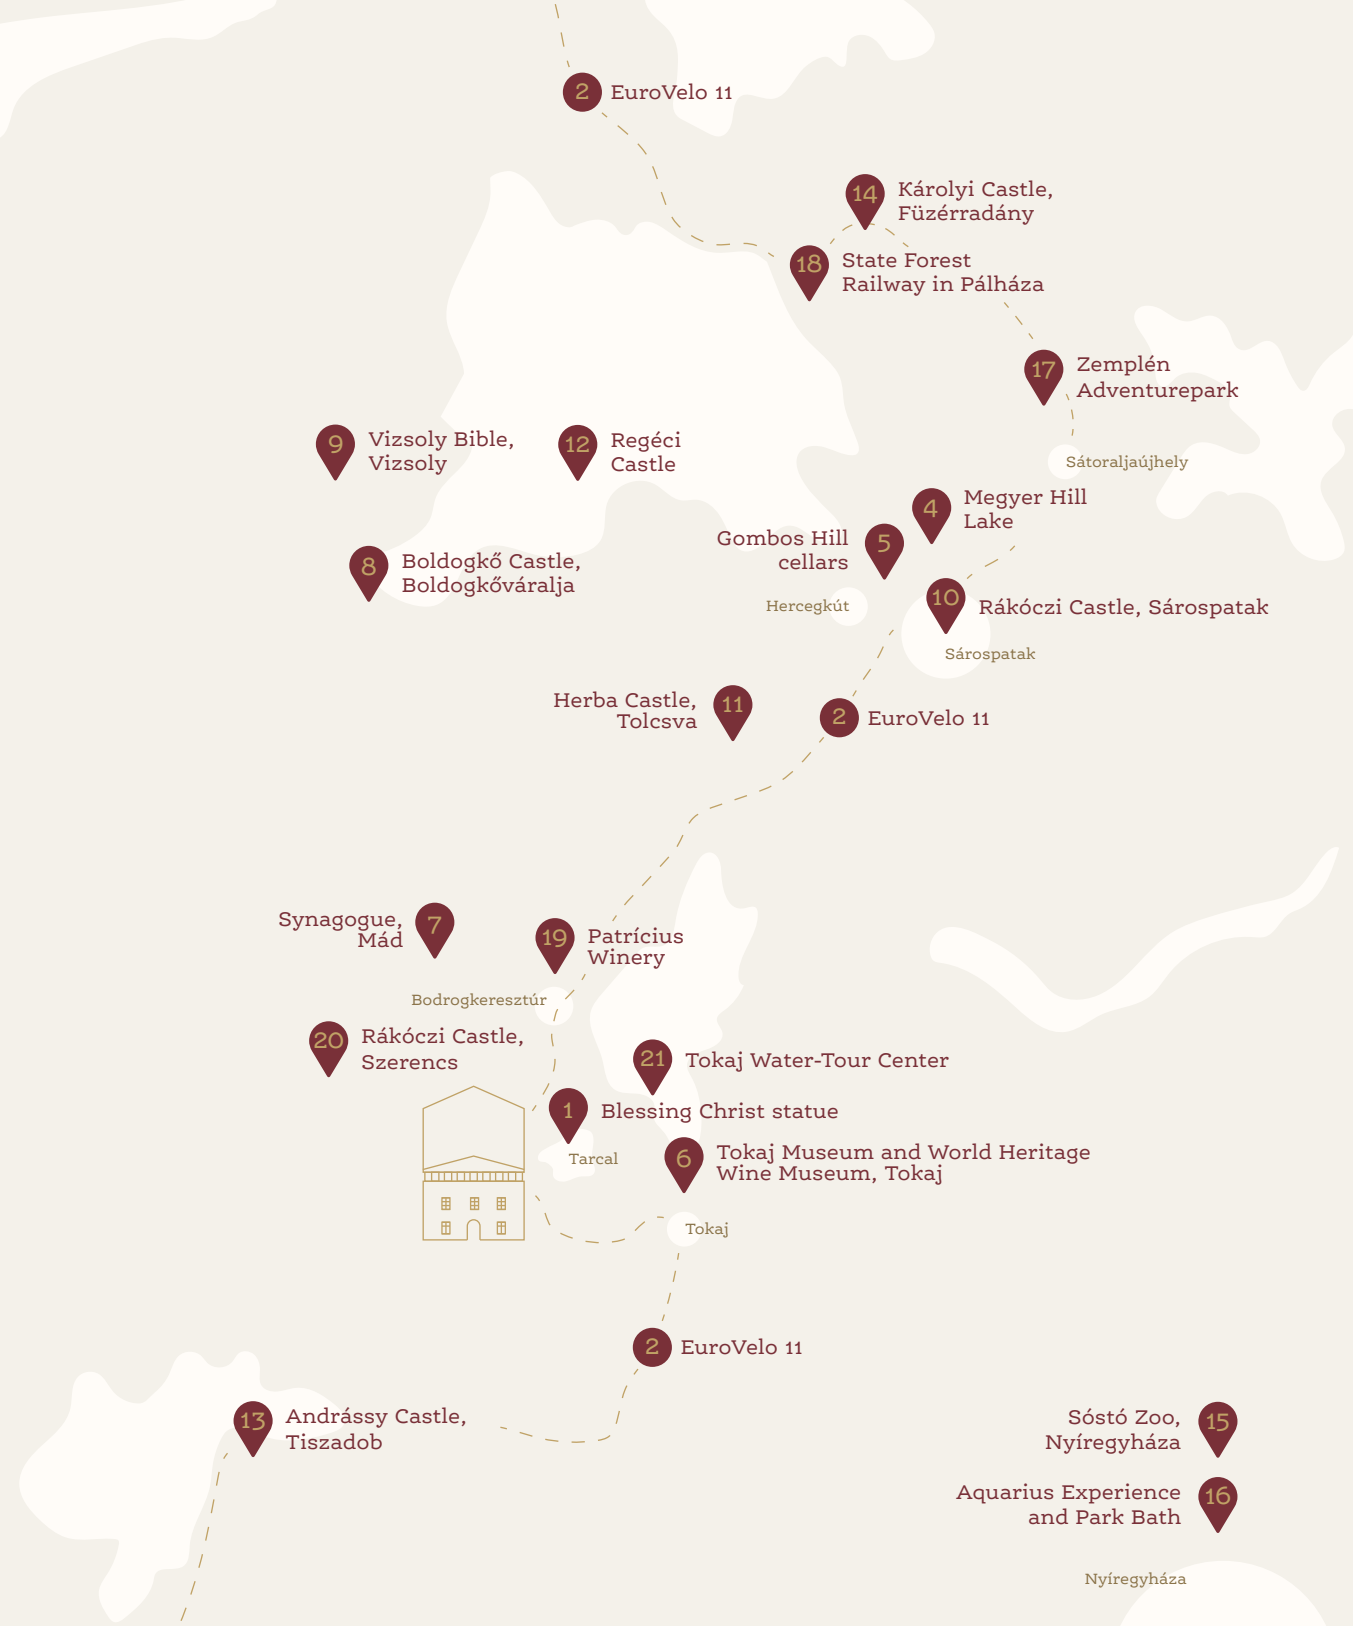 2 EuroVelo 11
14 Károlyi Castle,
Füzérradány
18 State Forest
Railway in Pálháza
17 Zemplén
Adventurepark
9 Vizsoly Bible,
Vizsoly
12 Regéci
Castle
Sátoraljaújhely
4 Megyer Hill
Lake
Gombos Hill
cellars 5
8 Boldogkő Castle,
Boldogkőváralja
Hercegkút
10 Rákóczi Castle, Sárospatak
Sárospatak
Herba Castle,
Tolcsva 11
2 EuroVelo 11
Synagogue,
Mád 7
19 Patrícius
Winery
Bodrogkeresztúr
20 Rákóczi Castle,
Szerencs
21 Tokaj Water-Tour Center
1 Blessing Christ statue
Tarcal
6 Tokaj Museum and World Heritage
Wine Museum, Tokaj
Tokaj
2 EuroVelo 11
13 Andrássy Castle,
Tiszadob
Sóstó Zoo,
Nyíregyháza 15
Aquarius Experience
and Park Bath 16
Nyíregyháza